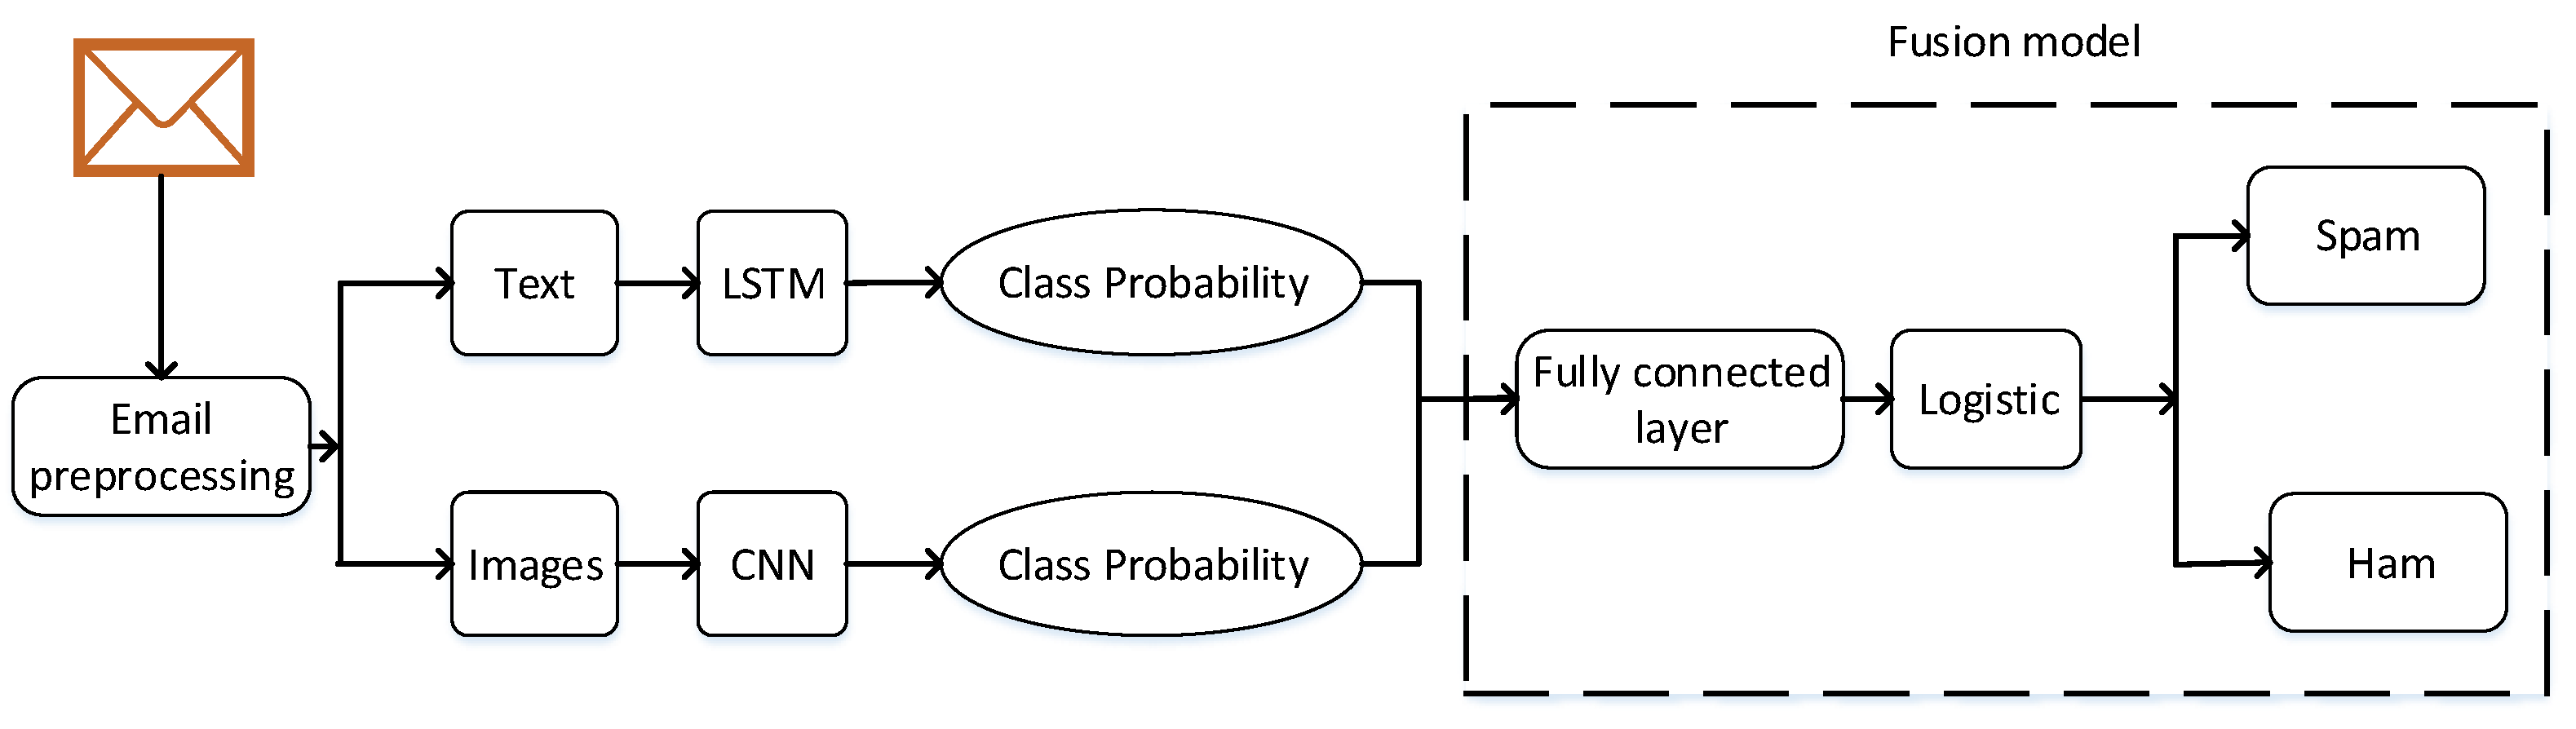 Fusion model
Email
preprocessing
Text
LSTM
Class Probability
Images
CNN
Class Probability
Fully connected
layer
Logistic
Spam
Ham